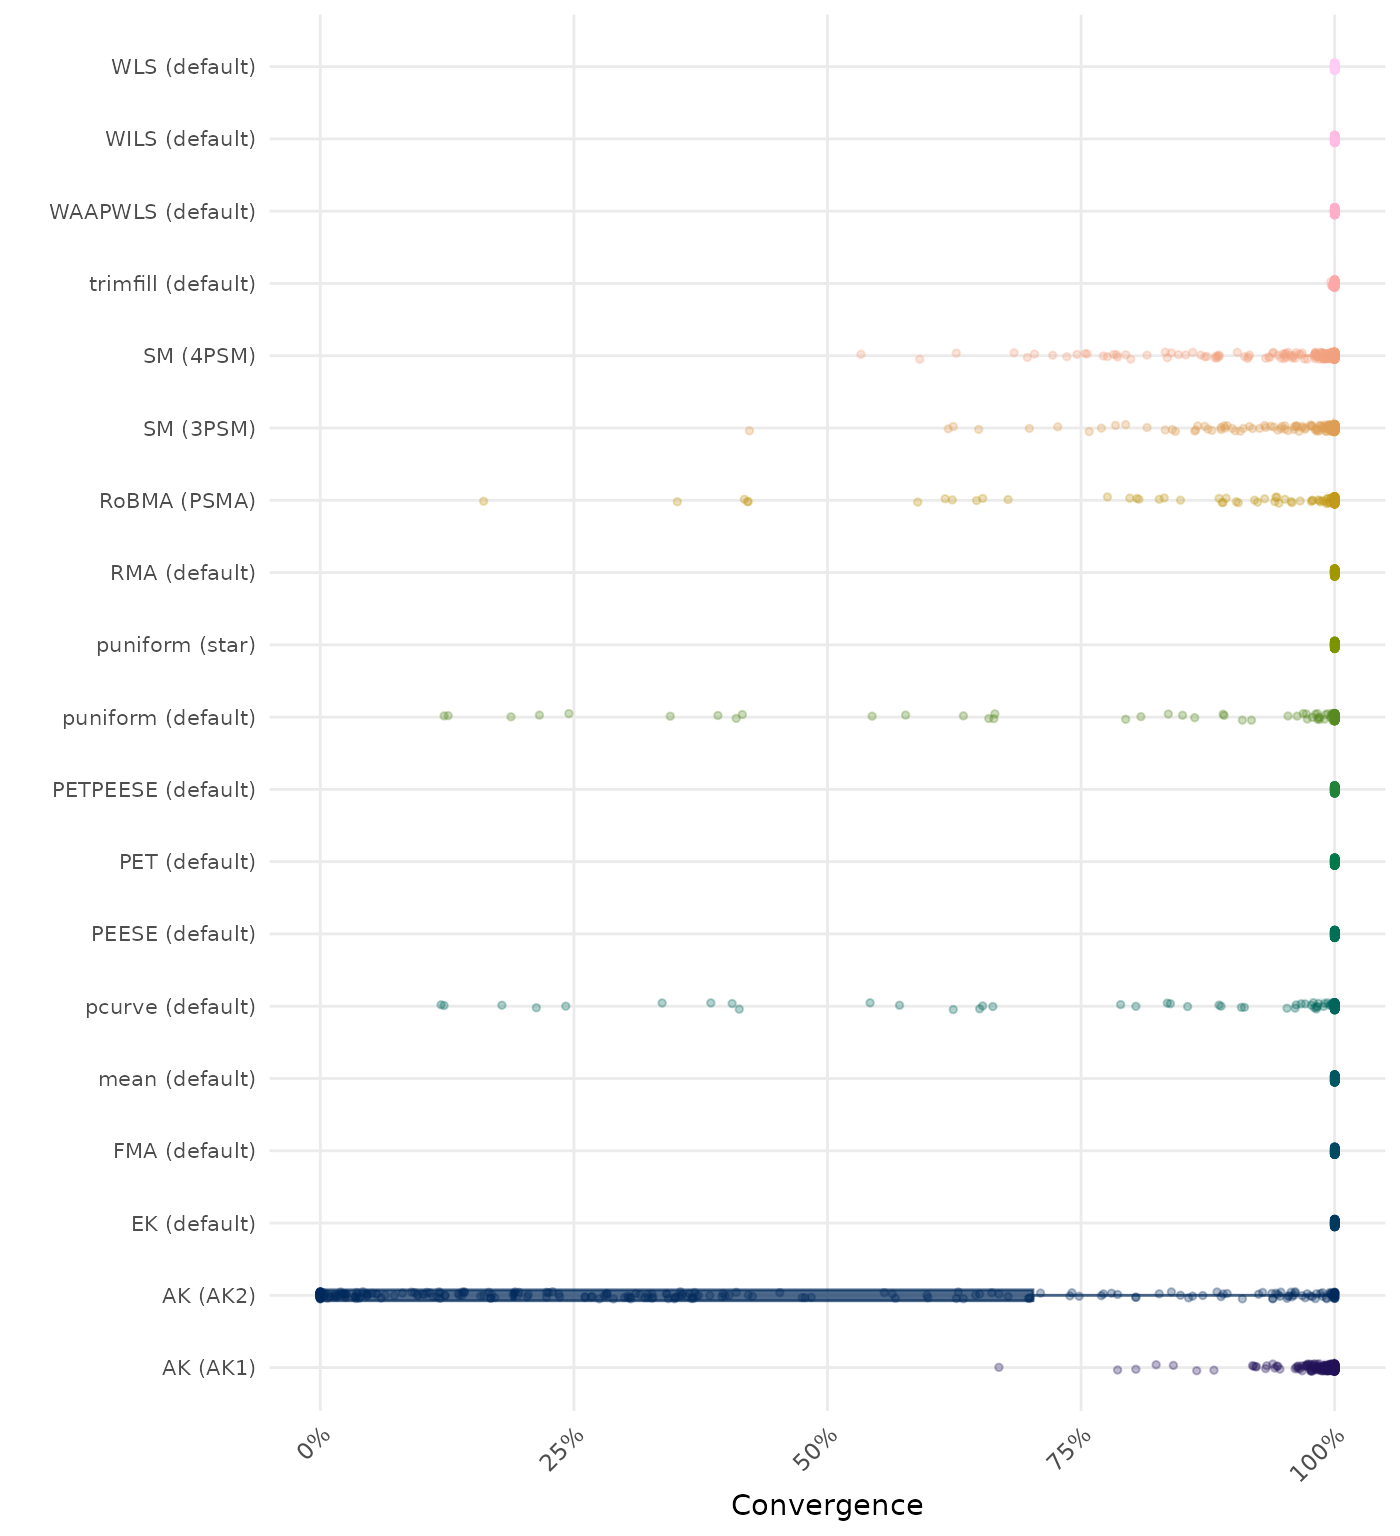 WLS (default)
WILS (default)
WAAPWLS (default)
trimfill (default)
SM (4PSM)
SM (3PSM)
RoBMA (PSMA)
RMA (default)
puniform (star)
puniform (default)
PETPEESE (default)
PET (default)
PEESE (default)
pcurve (default)
mean (default)
FMA (default)
EK (default)
AK (AK2)
AK (AK1)
0% 25% 50% 75% 100%
Convergence